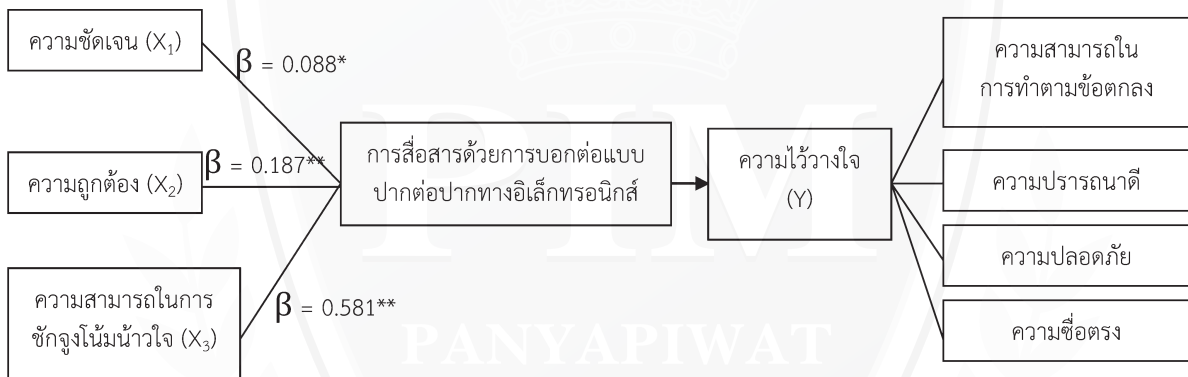 ความชัดเจน (X₁)
β = 0.088*
ความถูกต้อง (X₂)
β = 0.187**
ความสามารถในการ
ชักจูงโน้มน้าวใจ (X₃)
β = 0.581**
การสื่อสารด้วยการบอกต่อแบบ
ปากต่อปากทางอิเล็กทรอนิกส์
ความไว้วางใจ
(Y)
ความสามารถใน
การทำตามข้อตกลง
ความปรารถนาดี
ความปลอดภัย
ความซื่อตรง
PIM
PANYAPIWAT